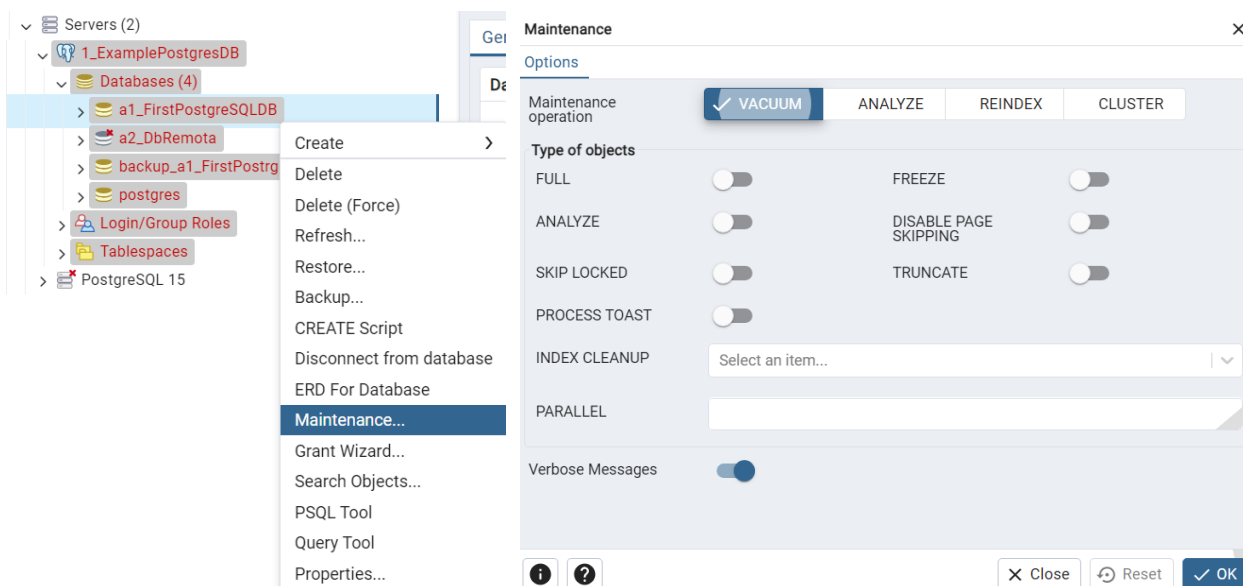 Servers (2)
1_ExamplePostgresDB
Databases (4)
a1_FirstPostgreSQLDB
a2_DbRemota
backup_a1_FirstPostrg
postgres
Login/Group Roles
Tablespaces
PostgreSQL 15
Ger
Da
Create
Delete
Delete (Force)
Refresh...
Restore...
Backup...
CREATE Script
Disconnect from database
ERD For Database
Maintenance...
Grant Wizard...
Search Objects...
PSQL Tool
Query Tool
Properties...
Maintenance
Options
Maintenance
operation
VACUUM ANALYZE REINDEX CLUSTER
Type of objects
FULL FREEZE
ANALYZE DISABLE PAGE
SKIPPING
SKIP LOCKED TRUNCATE
PROCESS TOAST
INDEX CLEANUP Select an item...
PARALLEL
Verbose Messages
Close Reset OK